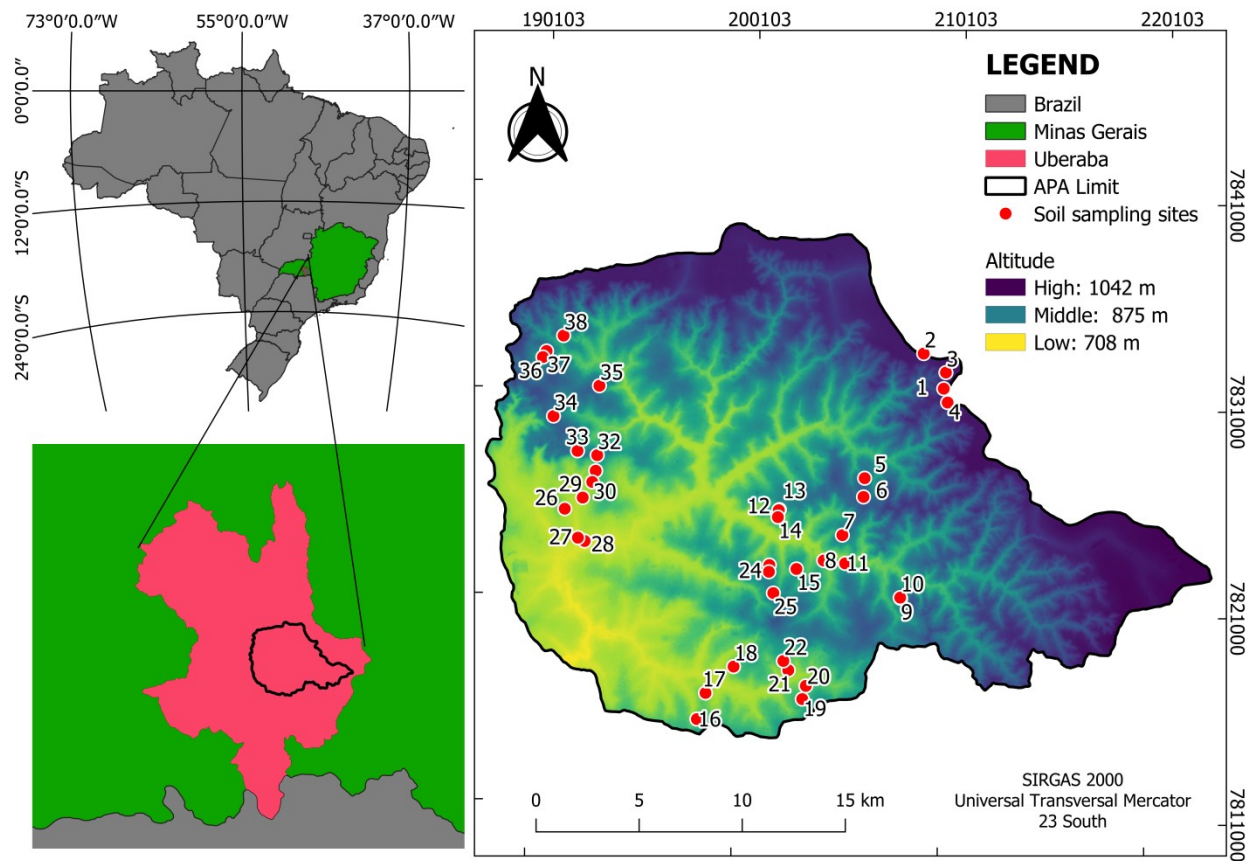 73°0'0.0"W 55°0'0.0"W 37°0'0.0"W
0°0'0.0"
12°0'0.0"S
24°0'0.0"S
190103 200103 210103 220103
N
LEGEND
Brazil
Minas Gerais
Uberaba
APA Limit
Soil sampling sites
Altitude
High: 1042 m
Middle: 875 m
Low: 708 m
7841000
7831000
7821000
7811000
38
2
36 37
3
35
1
34
4
33 32
5
29
6
26 30
13
12
14
7
27 28
8
11
24
15
10
25
9
22
18
21
20
17
19
16
0 5 10 15 km
SIRGAS 2000
Universal Transversal Mercator
23 South